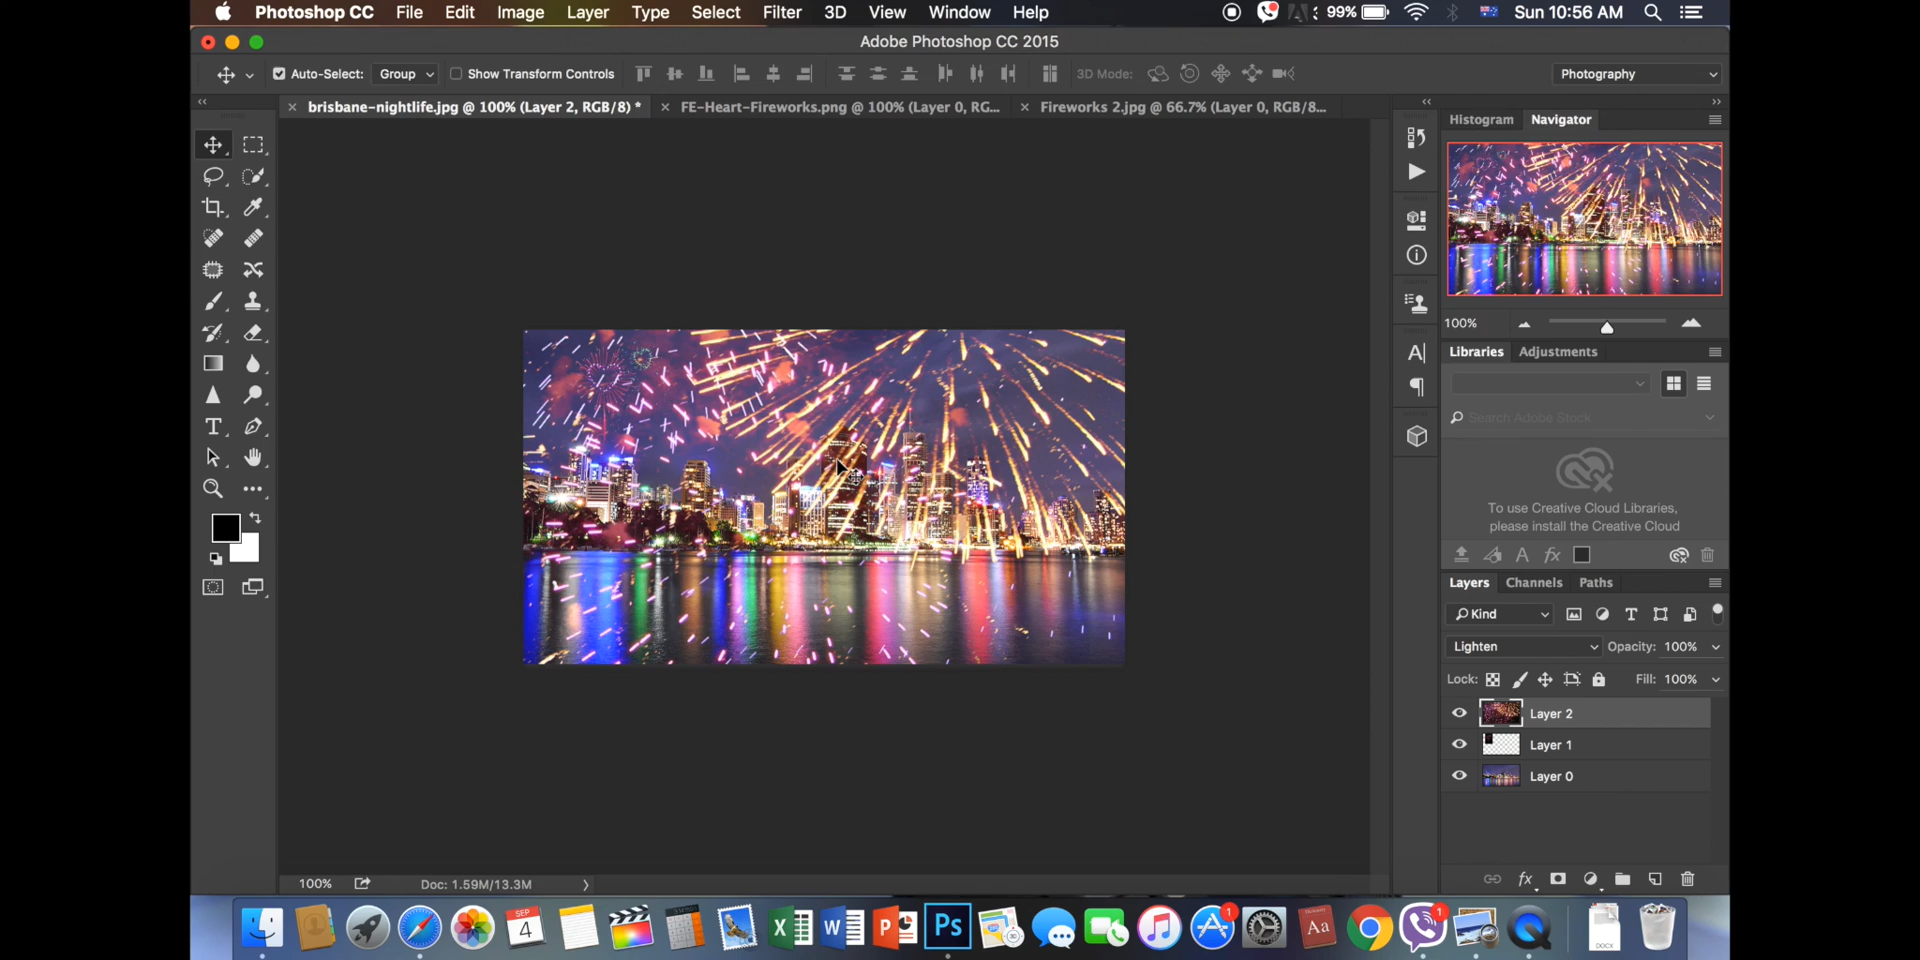 Photoshop CC File Edit Image Layer Type Select Filter 3D View Window Help 99% Sun 10:56 AM
Adobe Photoshop CC 2015
Auto-Select: Group Show Transform Controls 3D Mode: Photography
brisbane-nightlife.jpg @ 100% (Layer 2, RGB/8) * FE-Heart-Fireworks.png @ 100% (Layer 0, RG... Fireworks 2.jpg @ 66.7% (Layer 0, RGB/8...
Histogram Navigator
100%
Libraries Adjustments
Search Adobe Stock
To use Creative Cloud Libraries,
please install the Creative Cloud
Layers Channels Paths
Kind
Lighten Opacity: 100%
Lock: Fill: 100%
Layer 2
Layer 1
Layer 0
100% Doc: 1.59M/13.3M
SEP
4
X W P Ps Aa 1 1
DOCX